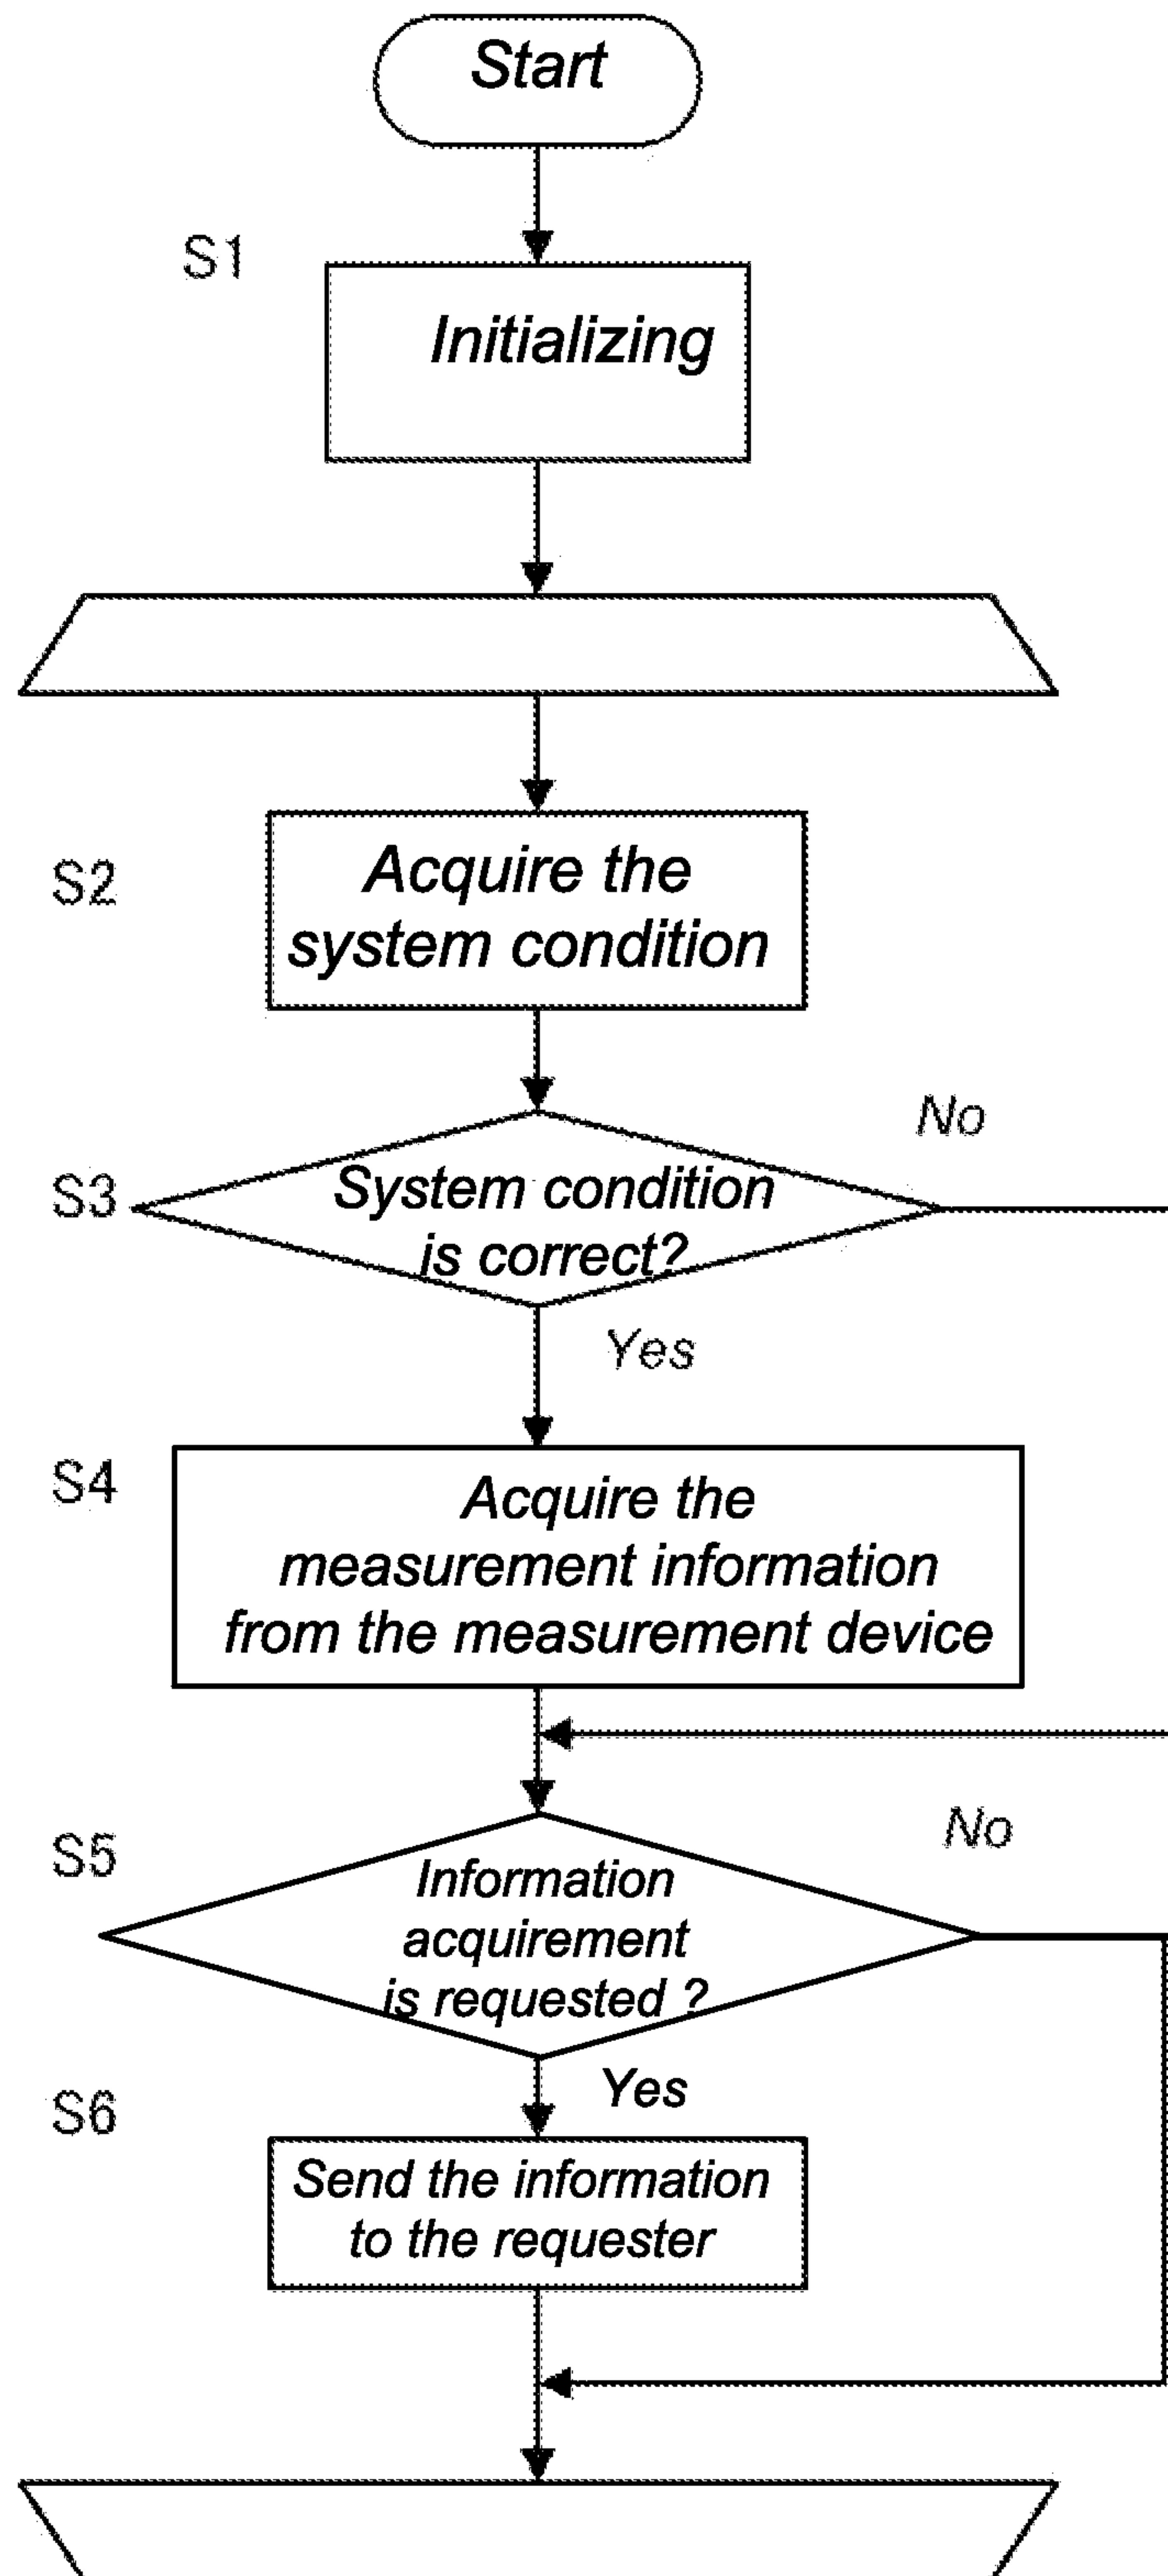 Start
S1
Initializing
S2
Acquire the
system condition
No
S3
System condition
is correct?
Yes
S4
Acquire the
measurement information
from the measurement device
No
S5
Information
acquirement
is requested ?
Yes
S6
Send the information
to the requester